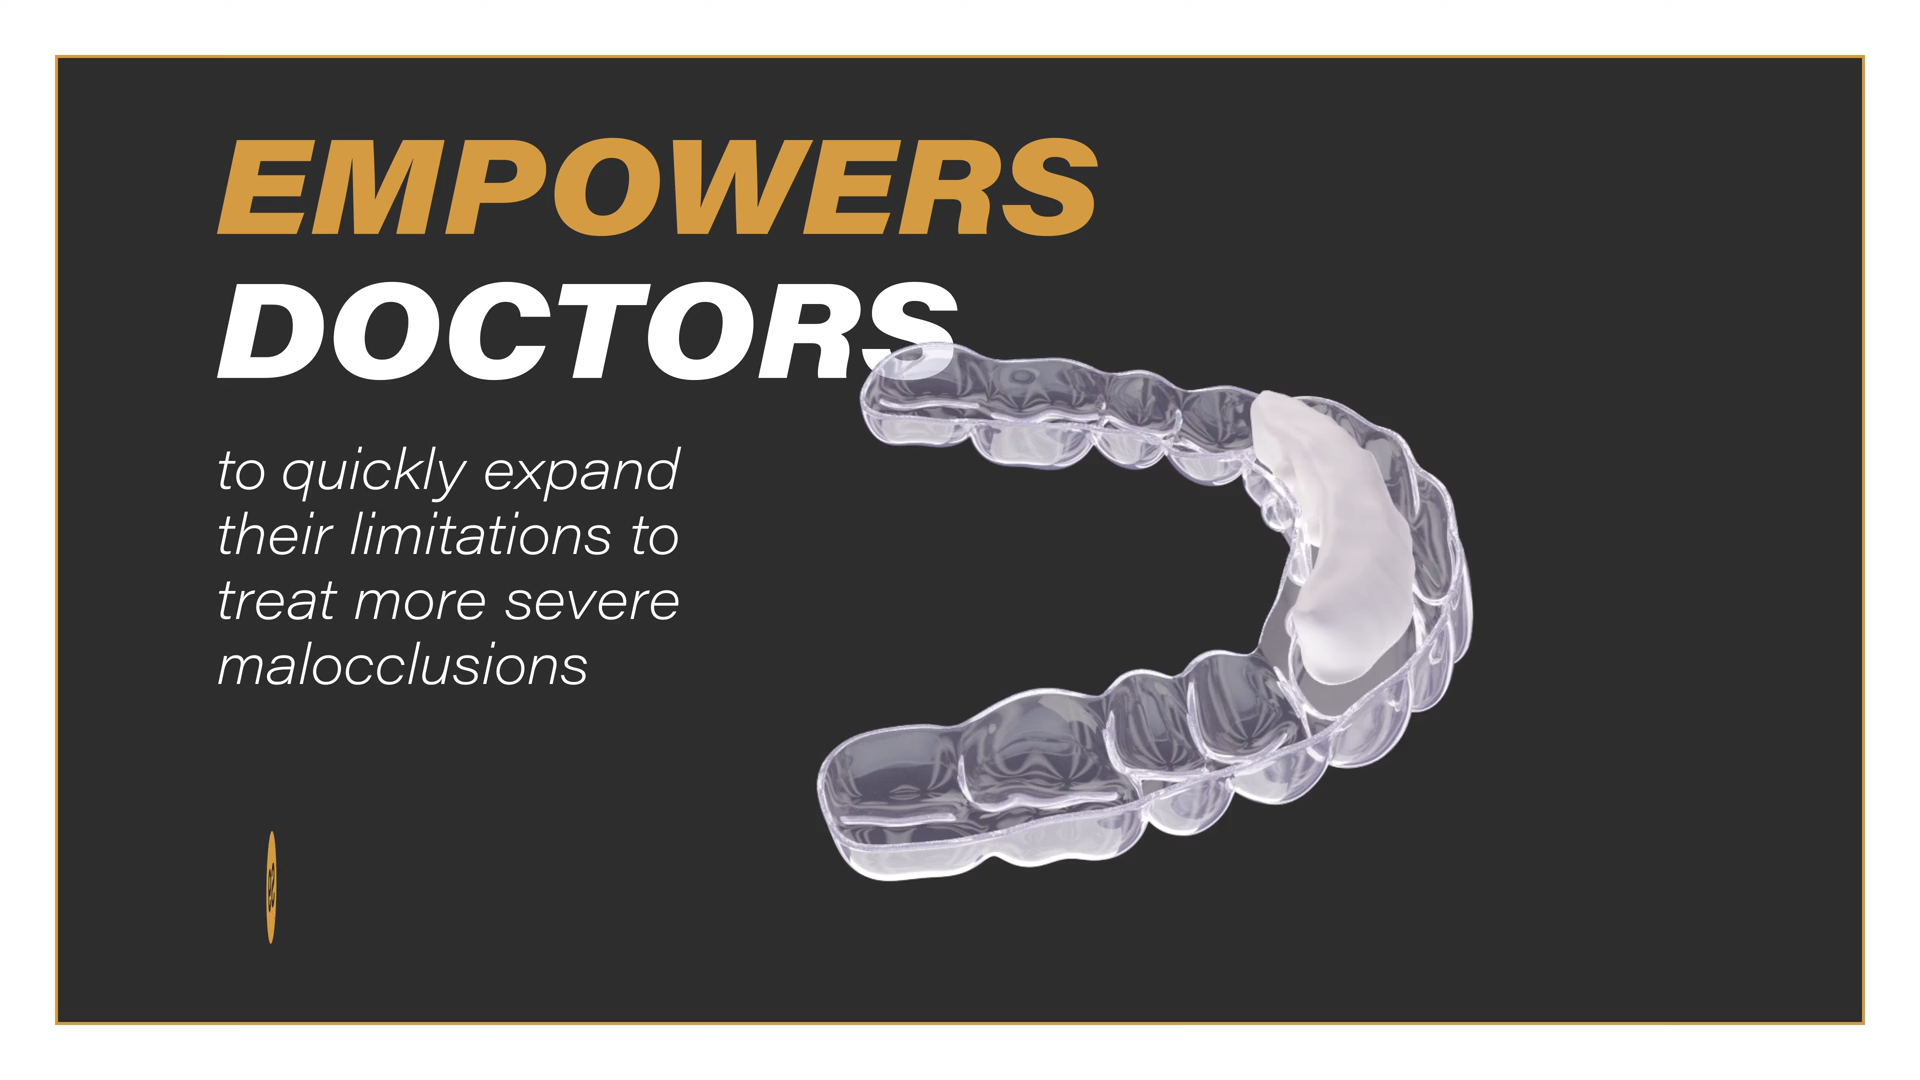 EMPOWERS
DOCTORS
to quickly expand
their limitations to
treat more severe
malocclusions